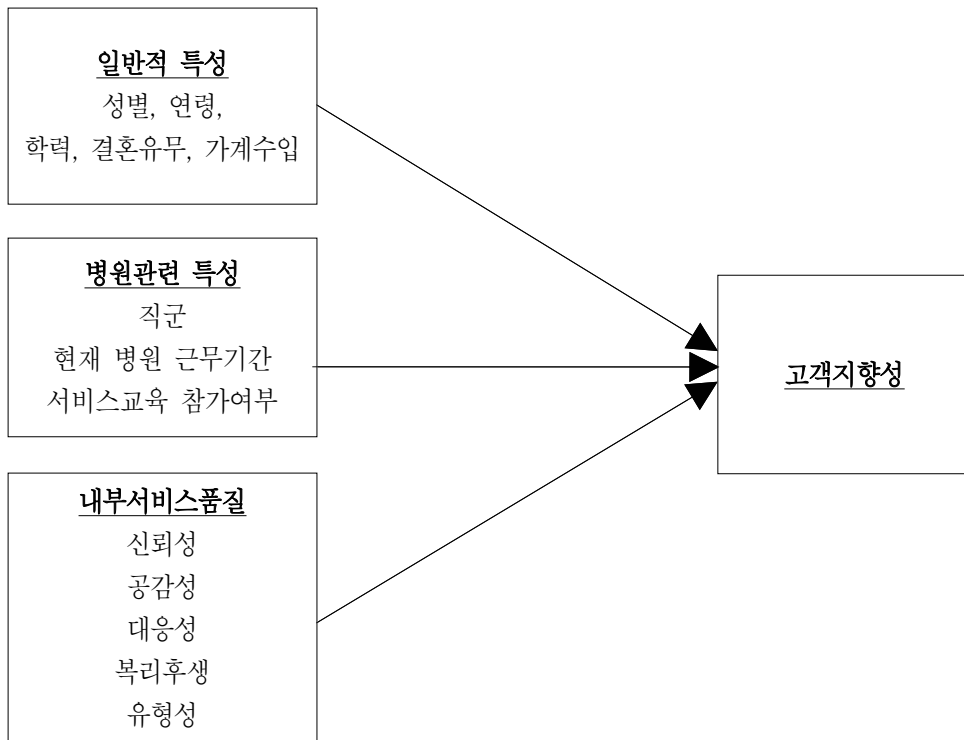 일반적 특성
성별, 연령,
학력, 결혼유무, 가계수입
병원관련 특성
직군
현재 병원 근무기간
서비스교육 참가여부
내부서비스품질
신뢰성
공감성
대응성
복리후생
유형성
고객지향성